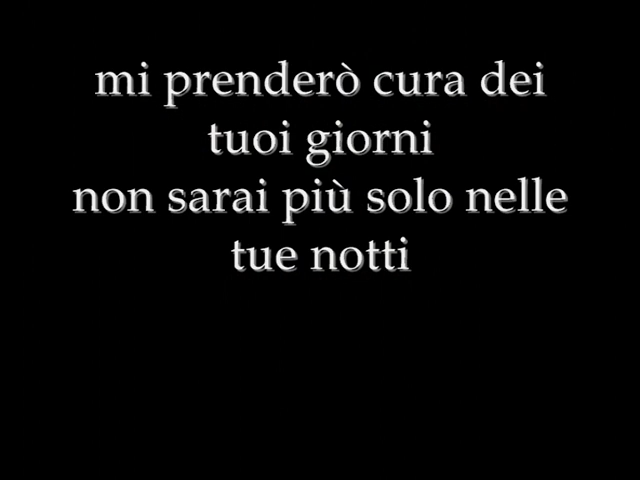 mi prenderò cura dei
tuoi giorni
non sarai più solo nelle
tue notti